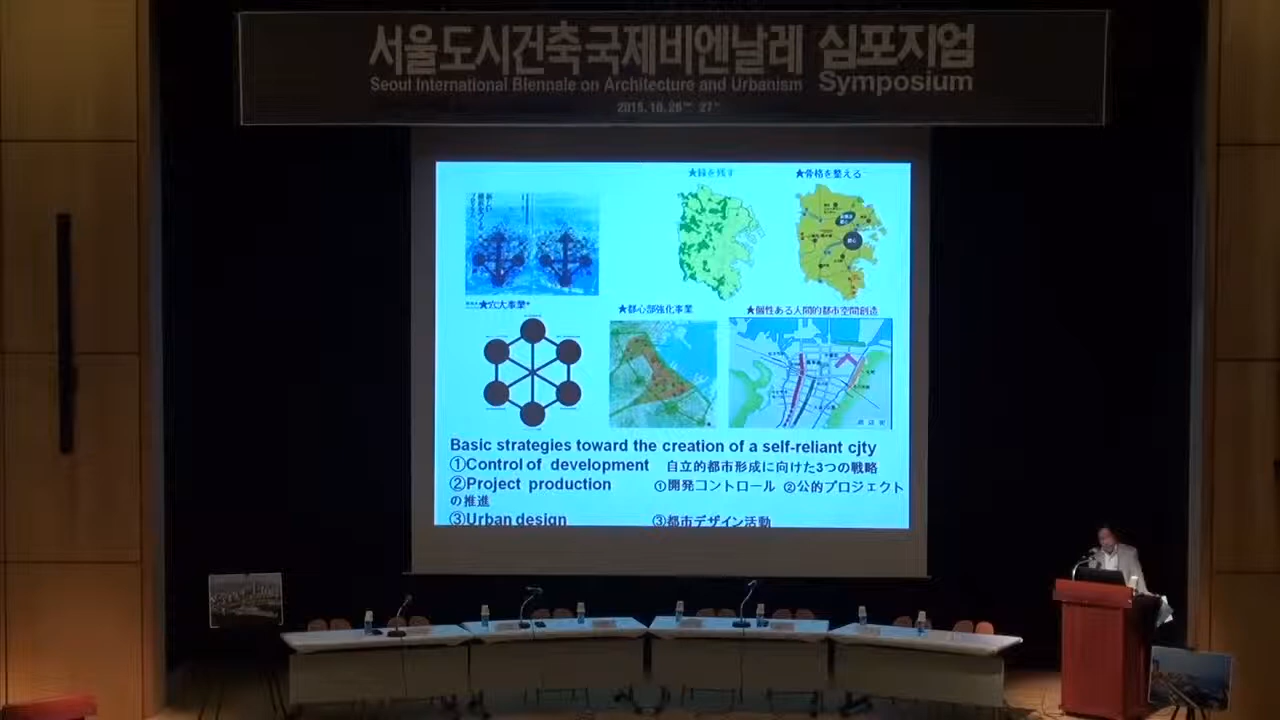 서울도시건축국제비엔날레 심포지엄
Seoul International Biennale on Architecture and Urbanism Symposium
2015. 10. 26 27
★緑を残す ★骨格を整える
★六大事業
★都心部強化事業 ★個性ある人間的都市空間創造
Basic strategies toward the creation of a self-reliant cjty
①Control of development 自立的都市形成に向けた3つの戦略
②Project production ①開発コントロール ②公的プロジェクト
の推進
③Urban design ③都市デザイン活動